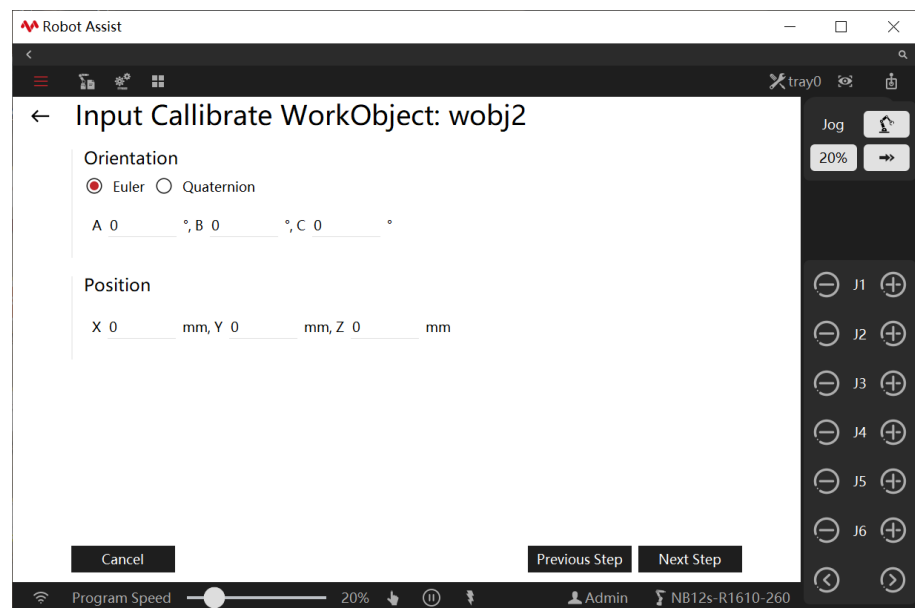 Robot Assist
tray0
Input Callibrate WorkObject: wobj2
Jog
Orientation
20%
Euler Quaternion
A 0 °, B 0 °, C 0 °
Position
J1
X 0 mm, Y 0 mm, Z 0 mm
J2
J3
J4
J5
J6
Cancel Previous Step Next Step
Program Speed 20% Admin NB12s-R1610-260